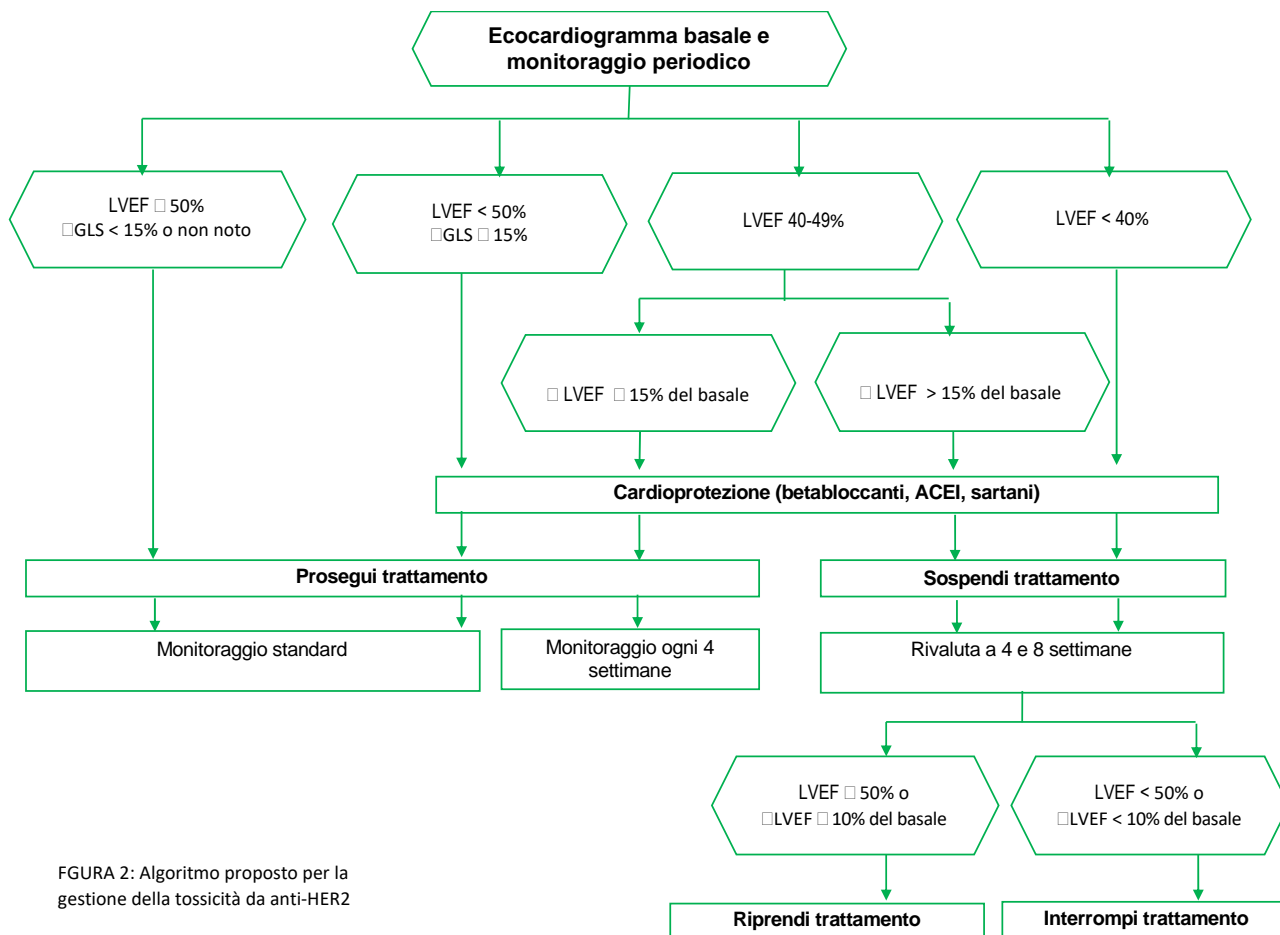 Ecocardiogramma basale e
monitoraggio periodico
LVEF □ 50%
□GLS < 15% o non noto
LVEF < 50%
□GLS □ 15%
LVEF 40-49%
LVEF < 40%
□ LVEF □ 15% del basale
□ LVEF > 15% del basale
Cardioprotezione (betabloccanti, ACEI, sartani)
Prosegui trattamento
Sospendi trattamento
Monitoraggio standard
Monitoraggio ogni 4
settimane
Rivaluta a 4 e 8 settimane
LVEF □ 50% o
□LVEF □ 10% del basale
LVEF < 50% o
□LVEF < 10% del basale
FGURA 2: Algoritmo proposto per la
gestione della tossicità da anti-HER2
Riprendi trattamento
Interrompi trattamento